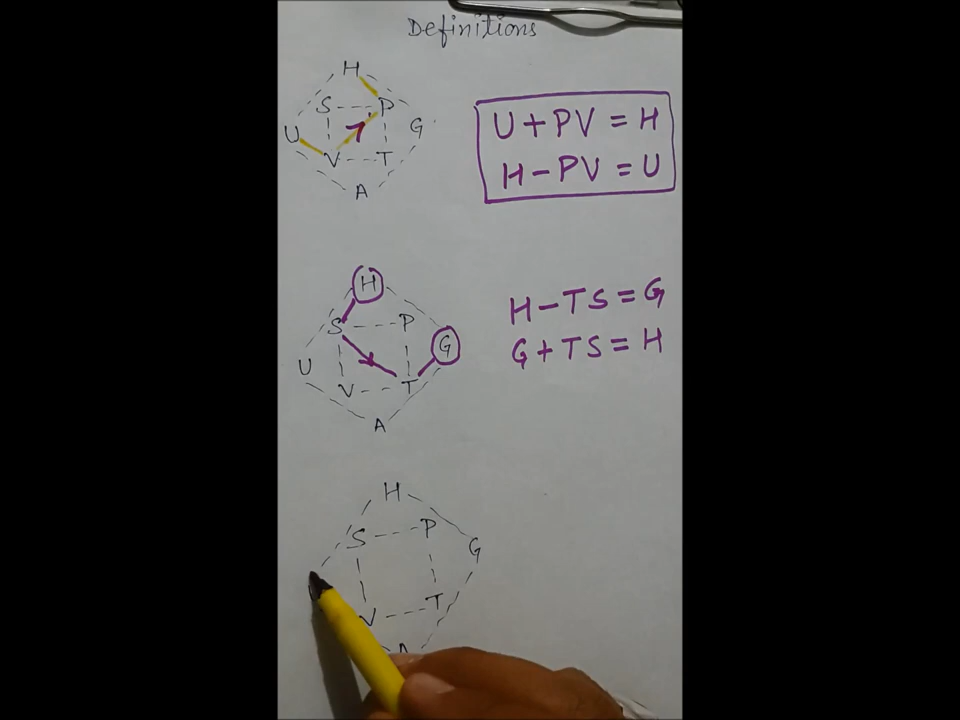 Definitions
H
S P
U G
V T
A
U + PV = H
H - PV = U
H
S P
G
U
V T
A
H - TS = G
G + TS = H
H
S P
G
V T
A